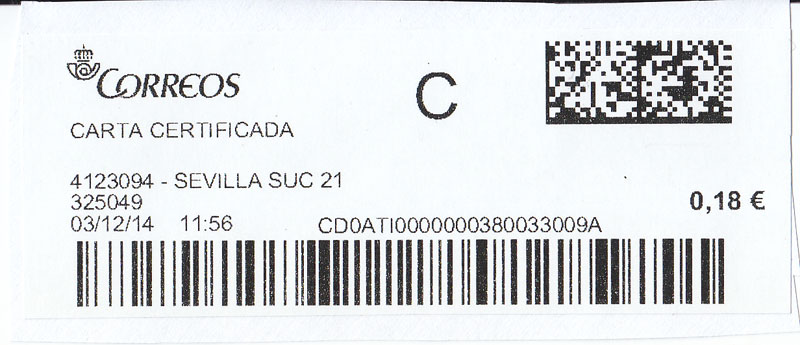 CORREOS
C
CARTA CERTIFICADA
4123094 - SEVILLA SUC 21
325049
0,18 €
03/12/14 11:56 CD0ATI0000000380033009A